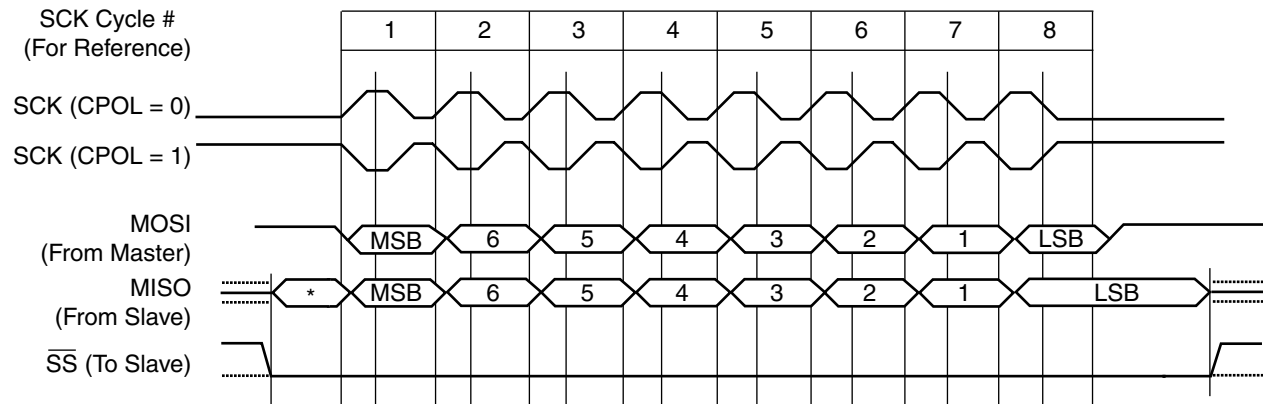 SCK Cycle #
(For Reference)
1 2 3 4 5 6 7 8
SCK (CPOL = 0)
SCK (CPOL = 1)
MOSI
(From Master)
MSB 6 5 4 3 2 1 LSB
MISO
(From Slave)
* MSB 6 5 4 3 2 1 LSB
S̅S̅ (To Slave)